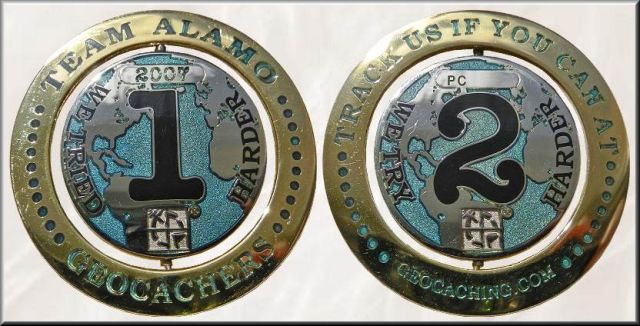 TEAM ALAMO
2007
1
WE TRIED
HARDER
GEOCACHERS
TRACK US IF YOU CAN AT
PC
2
WE TRY
HARDER
GEOCACHING.COM